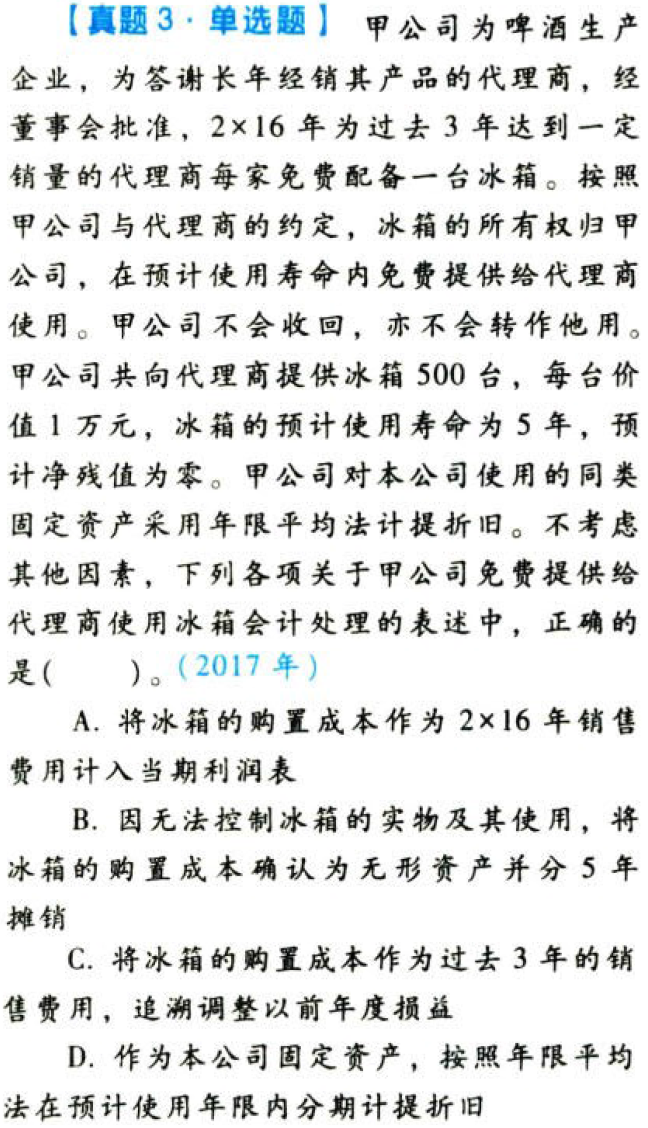 【真题3·单选题】 甲公司为啤酒生产
企业，为答谢长年经销其产品的代理商，经
董事会批准，2×16年为过去3年达到一定
销量的代理商每家免费配备一台冰箱。按照
甲公司与代理商的约定，冰箱的所有权归甲
公司，在预计使用寿命内免费提供给代理商
使用。甲公司不会收回，亦不会转作他用。
甲公司共向代理商提供冰箱500台，每台价
值1万元，冰箱的预计使用寿命为5年，预
计净残值为零。甲公司对本公司使用的同类
固定资产采用年限平均法计提折旧。不考虑
其他因素，下列各项关于甲公司免费提供给
代理商使用冰箱会计处理的表述中，正确的
是(　　)。(2017年)
A. 将冰箱的购置成本作为2×16年销售
费用计入当期利润表
B. 因无法控制冰箱的实物及其使用，将
冰箱的购置成本确认为无形资产并分5年
摊销
C. 将冰箱的购置成本作为过去3年的销
售费用，追溯调整以前年度损益
D. 作为本公司固定资产，按照年限平均
法在预计使用年限内分期计提折旧